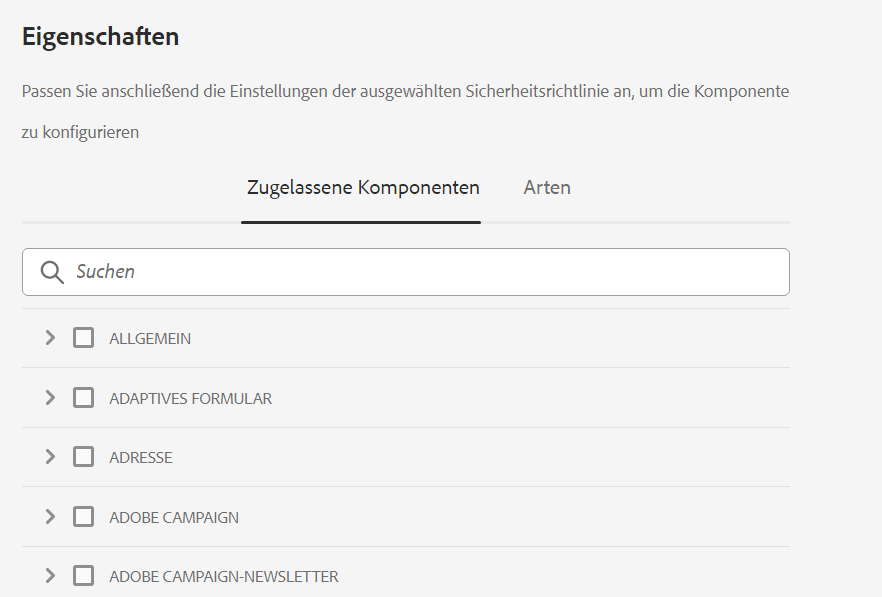 Eigenschaften
Passen Sie anschließend die Einstellungen der ausgewählten Sicherheitsrichtlinie an, um die Komponente
zu konfigurieren
Zugelassene Komponenten Arten
Suchen
ALLGEMEIN
ADAPTIVES FORMULAR
ADRESSE
ADOBE CAMPAIGN
ADOBE CAMPAIGN-NEWSLETTER